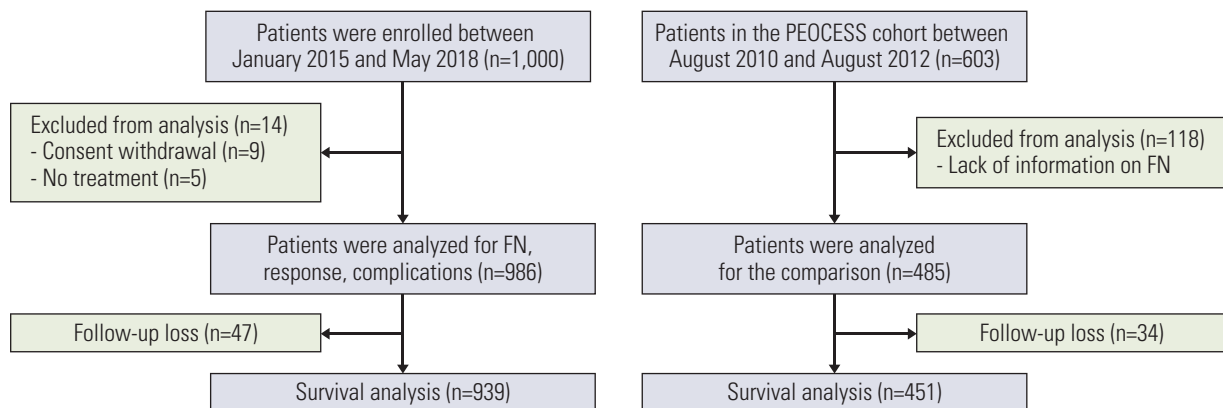 Patients were enrolled between
January 2015 and May 2018 (n=1,000)
Excluded from analysis (n=14)
- Consent withdrawal (n=9)
- No treatment (n=5)
Patients were analyzed for FN,
response, complications (n=986)
Follow-up loss (n=47)
Survival analysis (n=939)
Patients in the PEOCESS cohort between
August 2010 and August 2012 (n=603)
Excluded from analysis (n=118)
- Lack of information on FN
Patients were analyzed
for the comparison (n=485)
Follow-up loss (n=34)
Survival analysis (n=451)